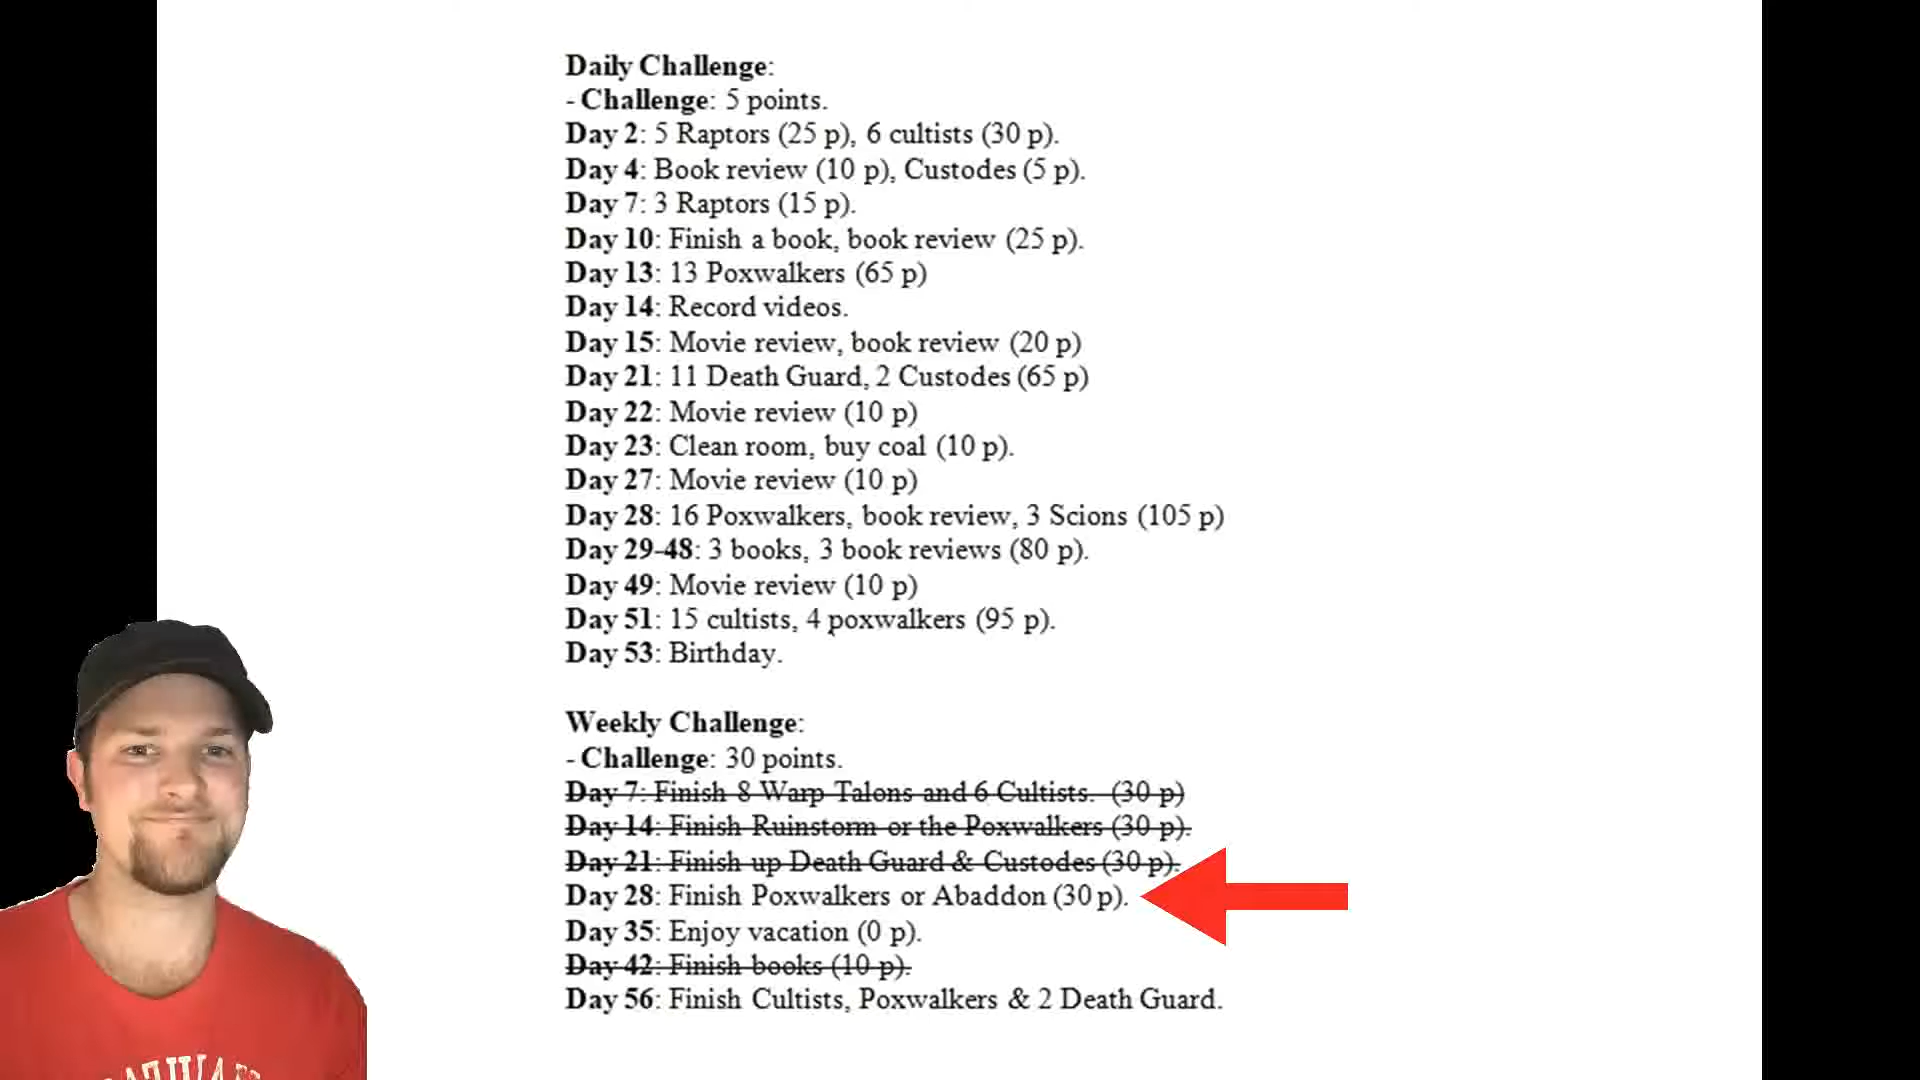 Daily Challenge:
- Challenge: 5 points.
Day 2: 5 Raptors (25 p), 6 cultists (30 p).
Day 4: Book review (10 p), Custodes (5 p).
Day 7: 3 Raptors (15 p).
Day 10: Finish a book, book review (25 p).
Day 13: 13 Poxwalkers (65 p)
Day 14: Record videos.
Day 15: Movie review, book review (20 p)
Day 21: 11 Death Guard, 2 Custodes (65 p)
Day 22: Movie review (10 p)
Day 23: Clean room, buy coal (10 p).
Day 27: Movie review (10 p)
Day 28: 16 Poxwalkers, book review, 3 Scions (105 p)
Day 29-48: 3 books, 3 book reviews (80 p).
Day 49: Movie review (10 p)
Day 51: 15 cultists, 4 poxwalkers (95 p).
Day 53: Birthday.
Weekly Challenge:
- Challenge: 30 points.
Day 7: Finish 8 Warp Talons and 6 Cultists. (30 p)
Day 14: Finish Ruinstorm or the Poxwalkers (30 p).
Day 21: Finish up Death Guard & Custodes (30 p).
Day 28: Finish Poxwalkers or Abaddon (30 p).
Day 35: Enjoy vacation (0 p).
Day 42: Finish books (10 p).
Day 56: Finish Cultists, Poxwalkers & 2 Death Guard.